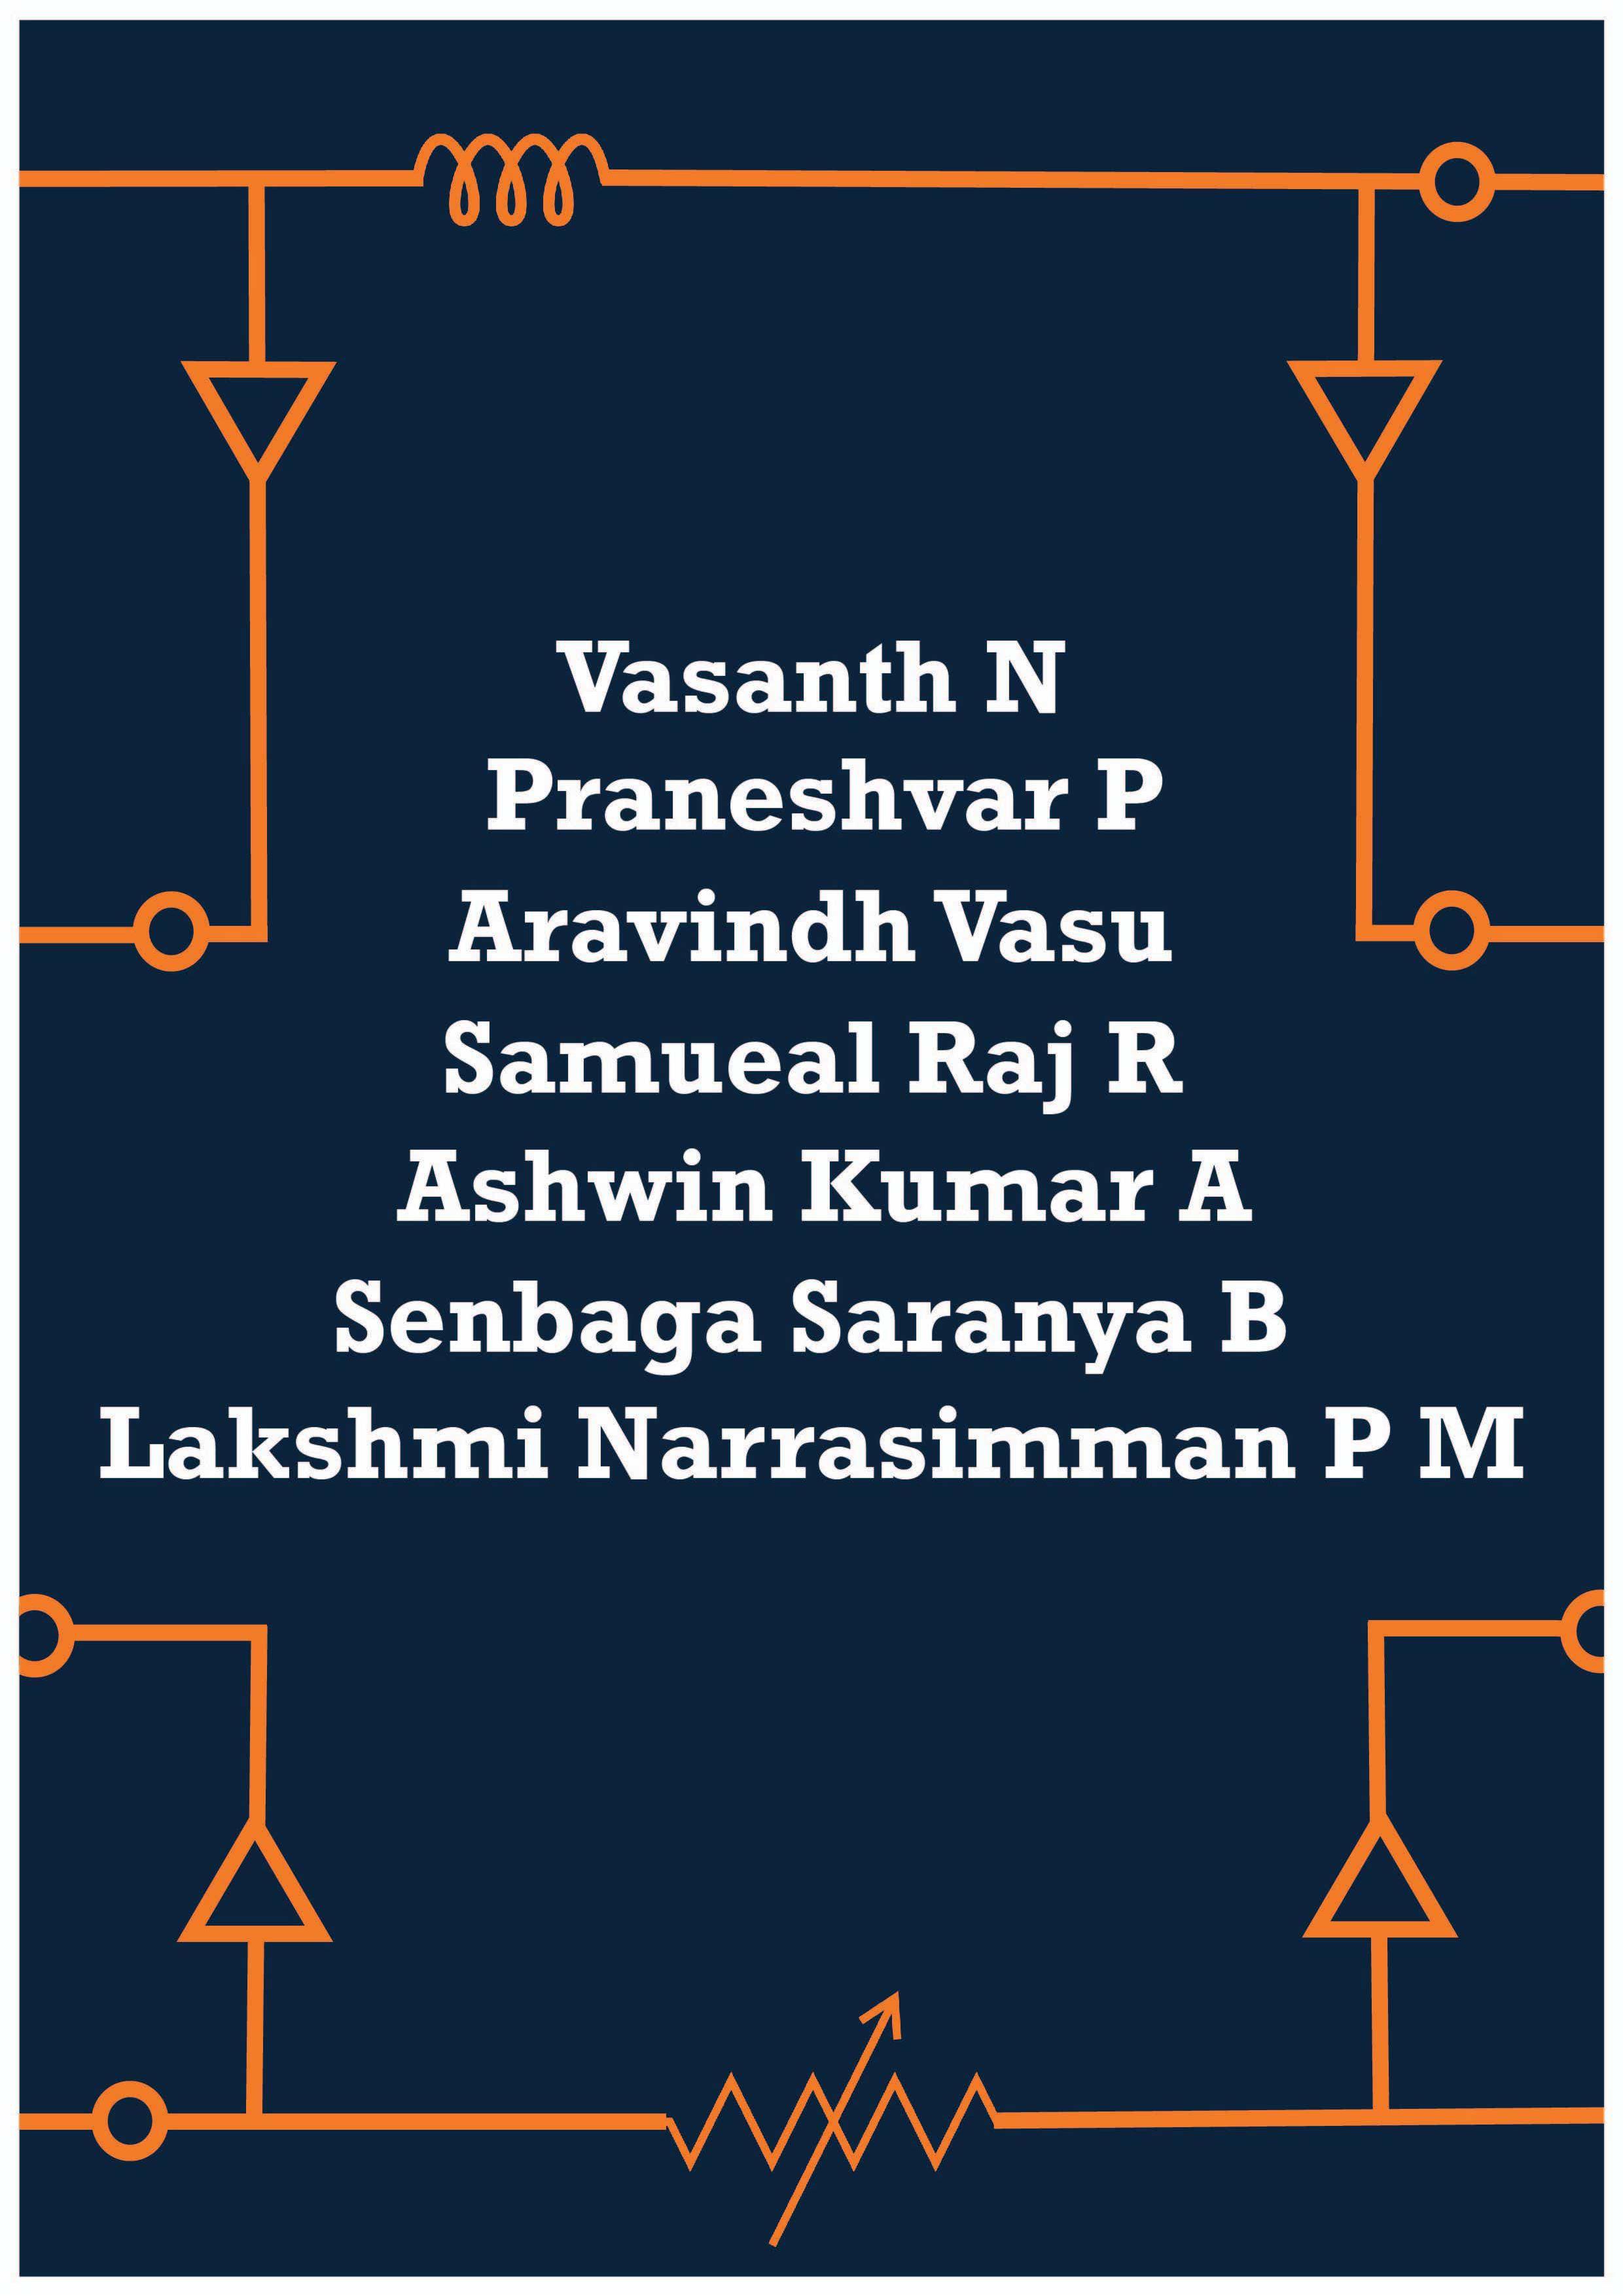 Vasanth N
Praneshvar P
Aravindh Vasu
Samueal Raj R
Ashwin Kumar A
Senbaga Saranya B
Lakshmi Narrasimman P M